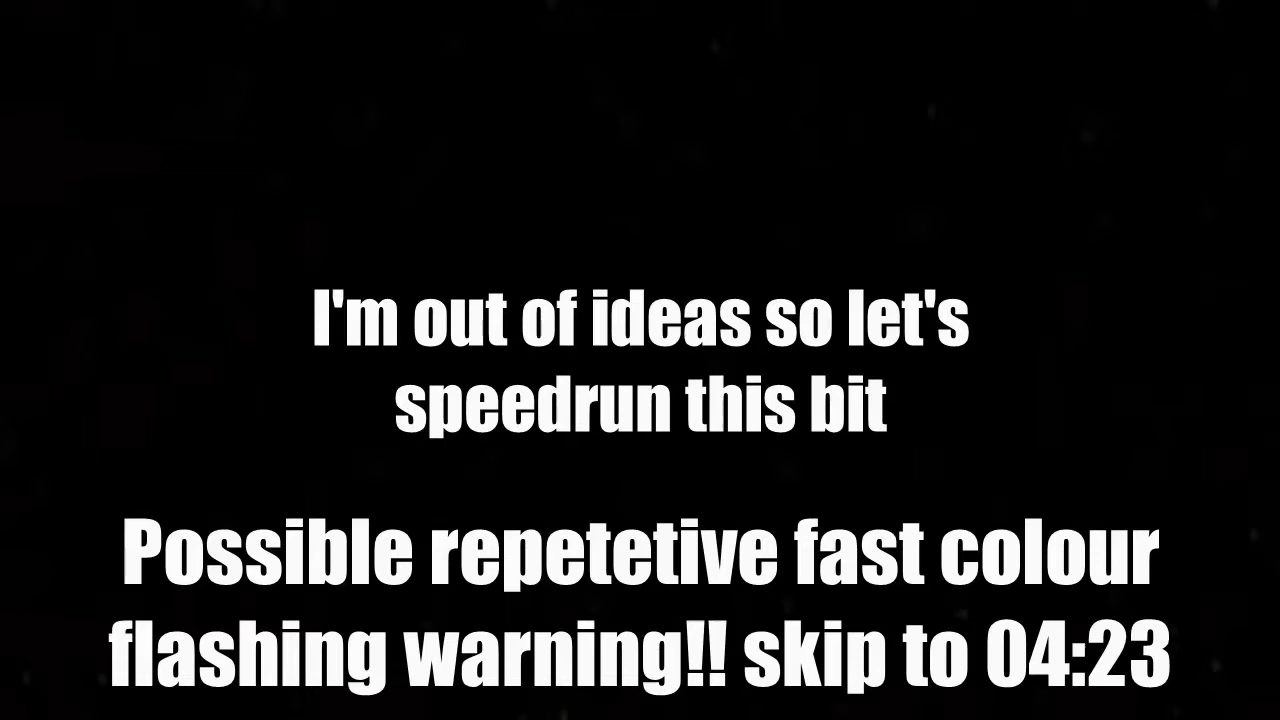 I'm out of ideas so let's
speedrun this bit
Possible repetetive fast colour
flashing warning!! skip to 04:23